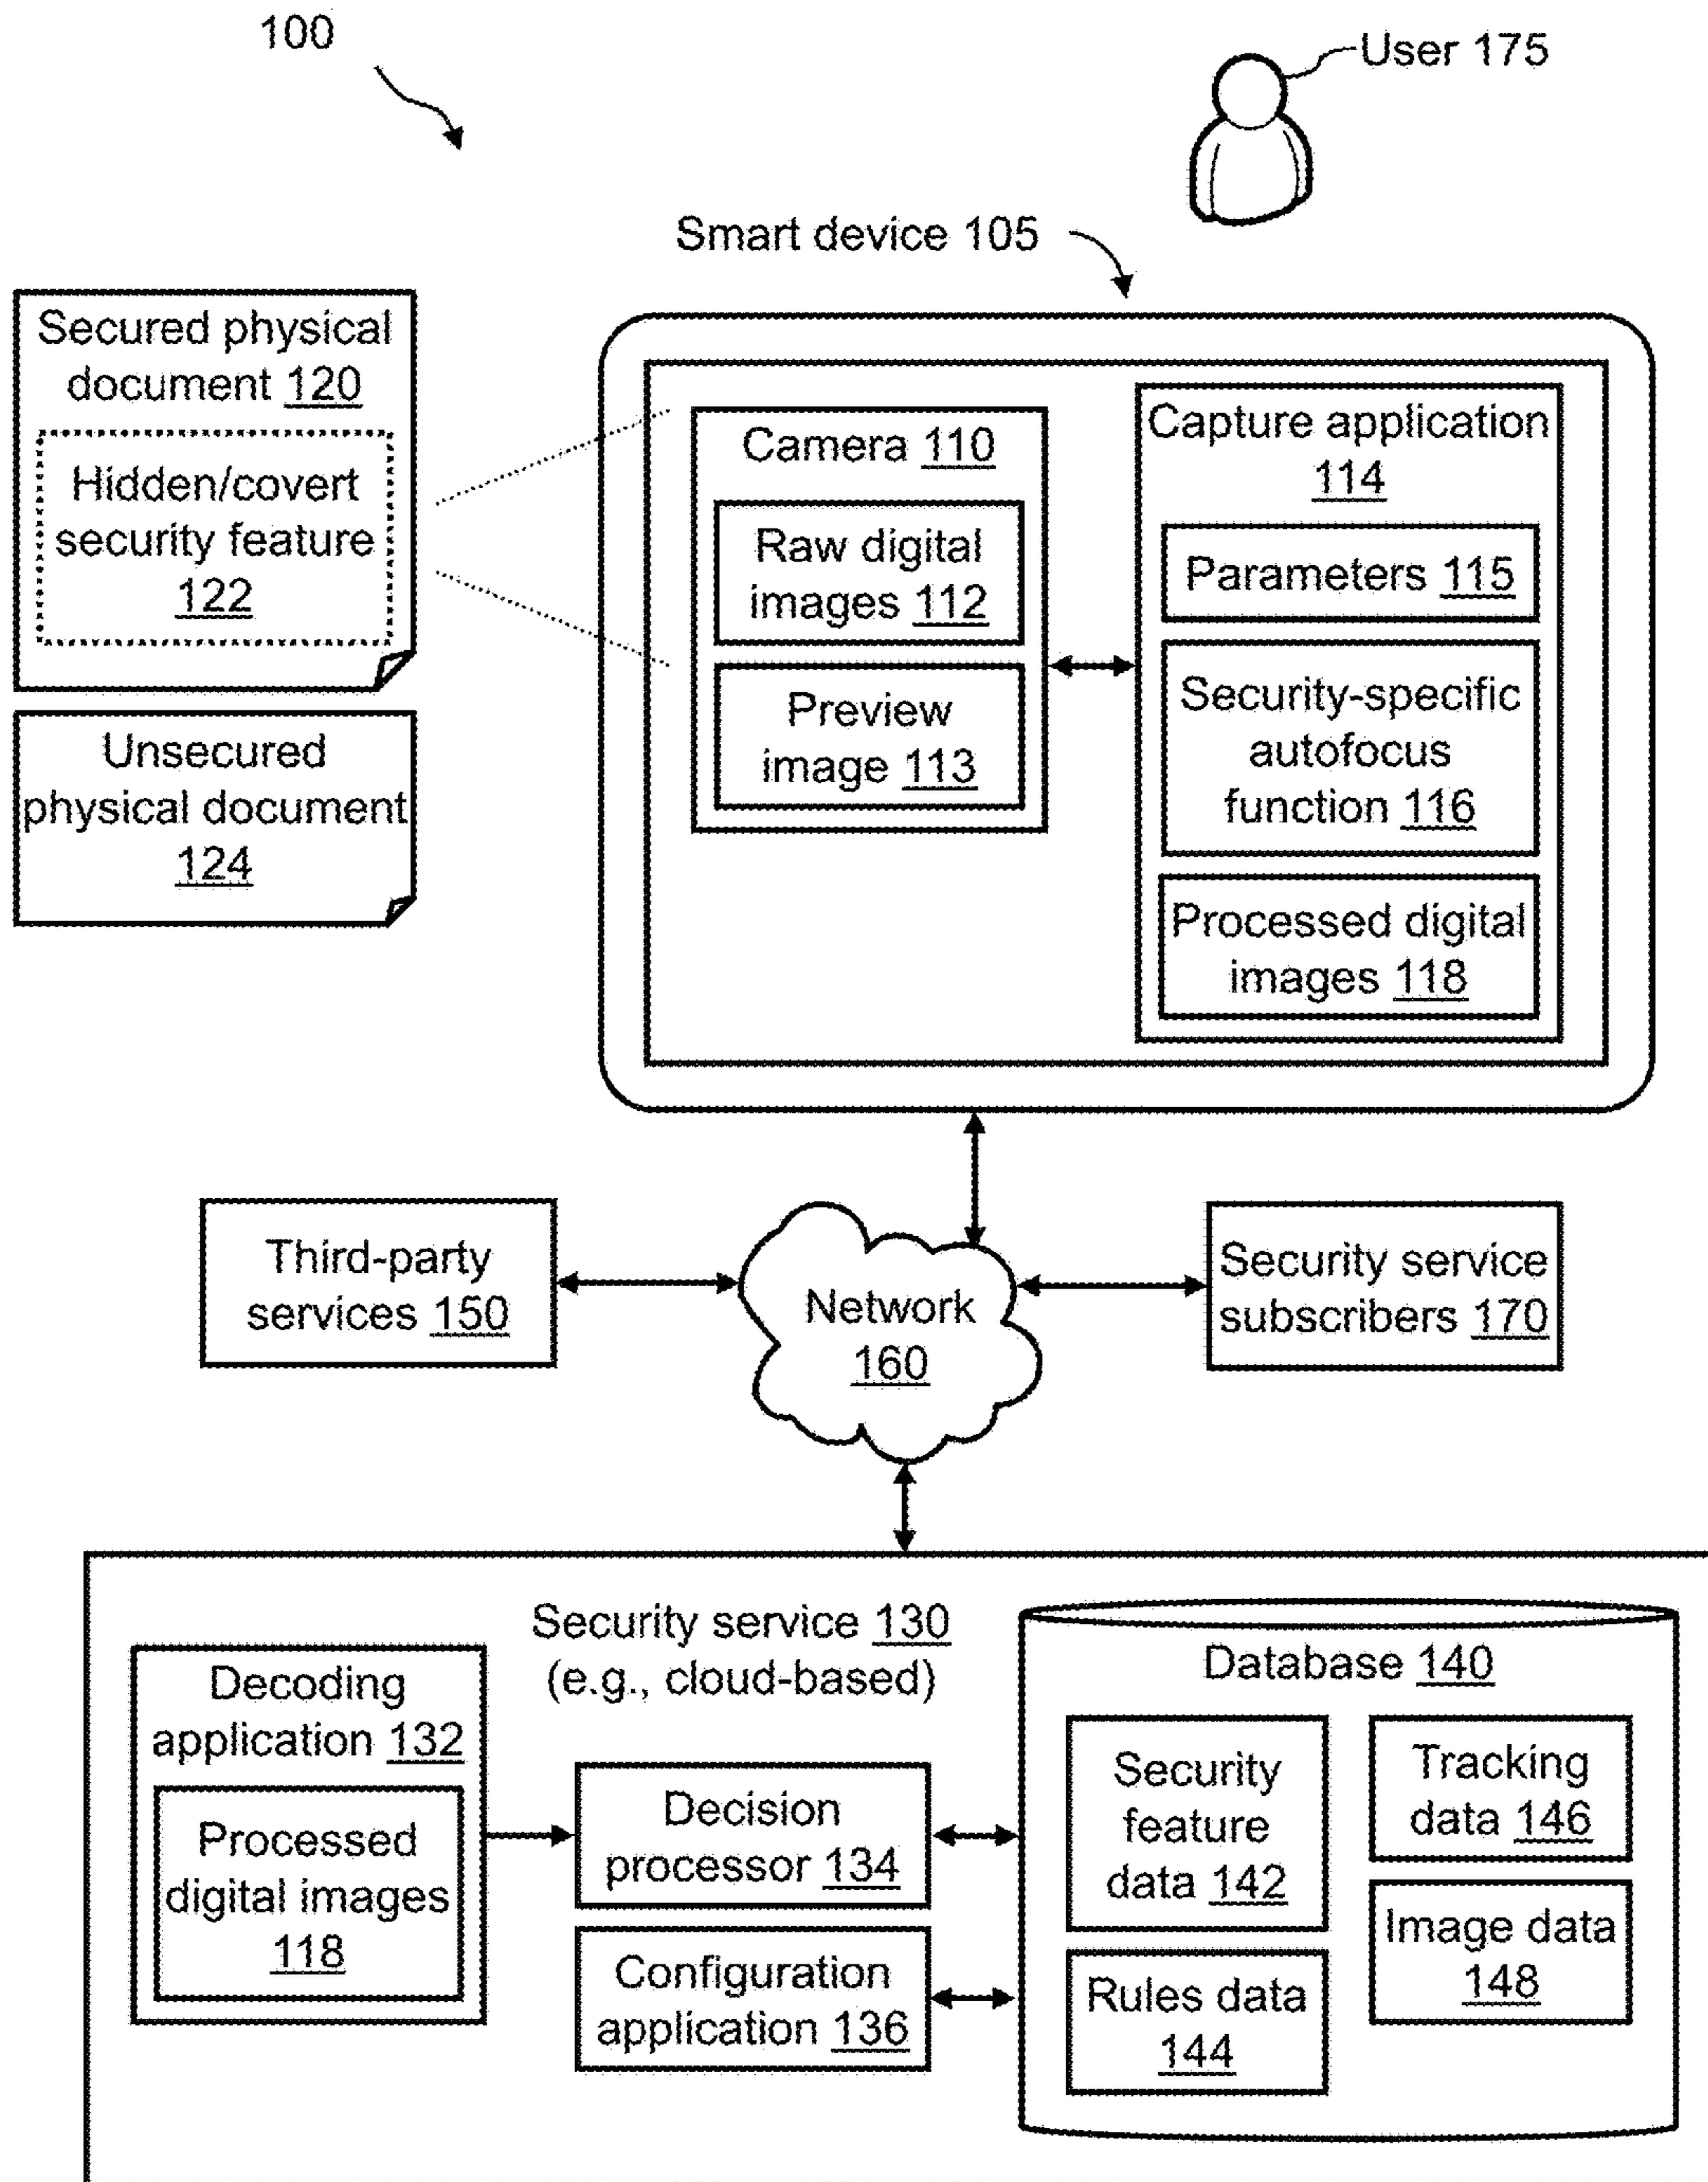 100
User 175
Smart device 105
Secured physical
document 120
Hidden/covert
security feature
122
Unsecured
physical document
124
Camera 110
Raw digital
images 112
Preview
image 113
Capture application
114
Parameters 115
Security-specific
autofocus
function 116
Processed digital
images 118
Third-party
services 150
Network
160
Security service
subscribers 170
Security service 130
(e.g., cloud-based)
Decoding
application 132
Processed
digital images
118
Decision
processor 134
Configuration
application 136
Database 140
Security
feature
data 142
Rules data
144
Tracking
data 146
Image data
148